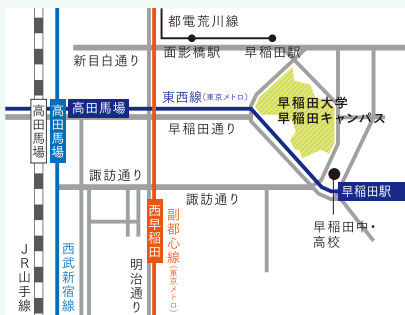 都電荒川線
面影橋駅
早稲田駅
新目白通り
東西線(東京メトロ)
早稲田大学
早稲田キャンパス
高田馬場
高田馬場
高田馬場
早稲田通り
諏訪通り
諏訪通り
早稲田駅
早稲田中・
高校
西早稲田
副都心線(東京メトロ)
明治通り
西武新宿線
JR山手線